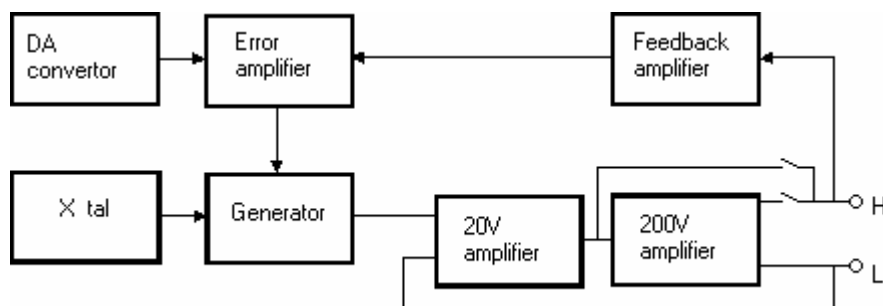 DA
convertor
Error
amplifier
Feedback
amplifier
X tal
Generator
20V
amplifier
200V
amplifier
H
L